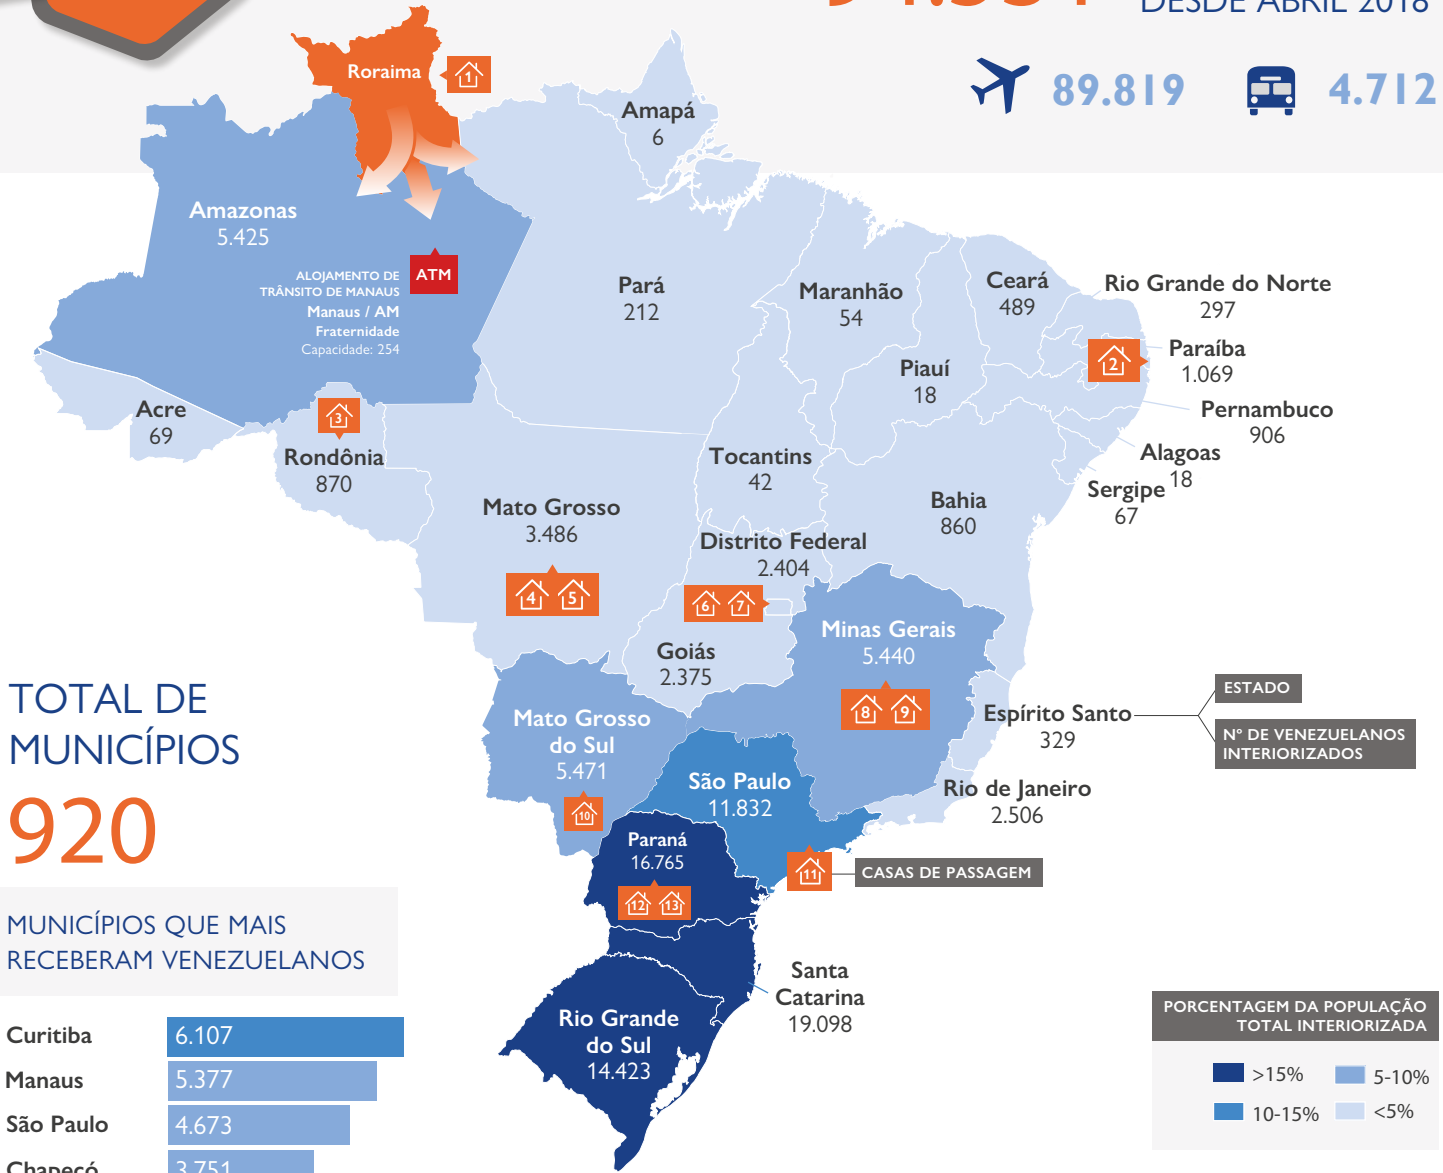 DESDE ABRIL 2018
89.819
4.712
Roraima
1
Amapá
6
Amazonas
5.425
ALOJAMENTO DE
TRÂNSITO DE MANAUS
Manaus / AM
Fraternidade
Capacidade: 254
ATM
Pará
212
Maranhão
54
Ceará
489
Rio Grande do Norte
297
Paraíba
1.069
2
Piauí
18
Pernambuco
906
Alagoas
18
Sergipe
67
Acre
69
3
Rondônia
870
Tocantins
42
Bahia
860
Mato Grosso
3.486
4
5
Distrito Federal
2.404
6
7
Goiás
2.375
Minas Gerais
5.440
8
9
Mato Grosso
do Sul
5.471
10
Espírito Santo
329
ESTADO
Nº DE VENEZUELANOS
INTERIORIZADOS
São Paulo
11.832
Rio de Janeiro
2.506
11
CASAS DE PASSAGEM
Paraná
16.765
12
13
Santa
Catarina
19.098
Rio Grande
do Sul
14.423
TOTAL DE
MUNICÍPIOS
920
MUNICÍPIOS QUE MAIS
RECEBERAM VENEZUELANOS
Curitiba
6.107
Manaus
5.377
São Paulo
4.673
Chapecó
3.751
PORCENTAGEM DA POPULAÇÃO
TOTAL INTERIORIZADA
>15%
5-10%
10-15%
<5%